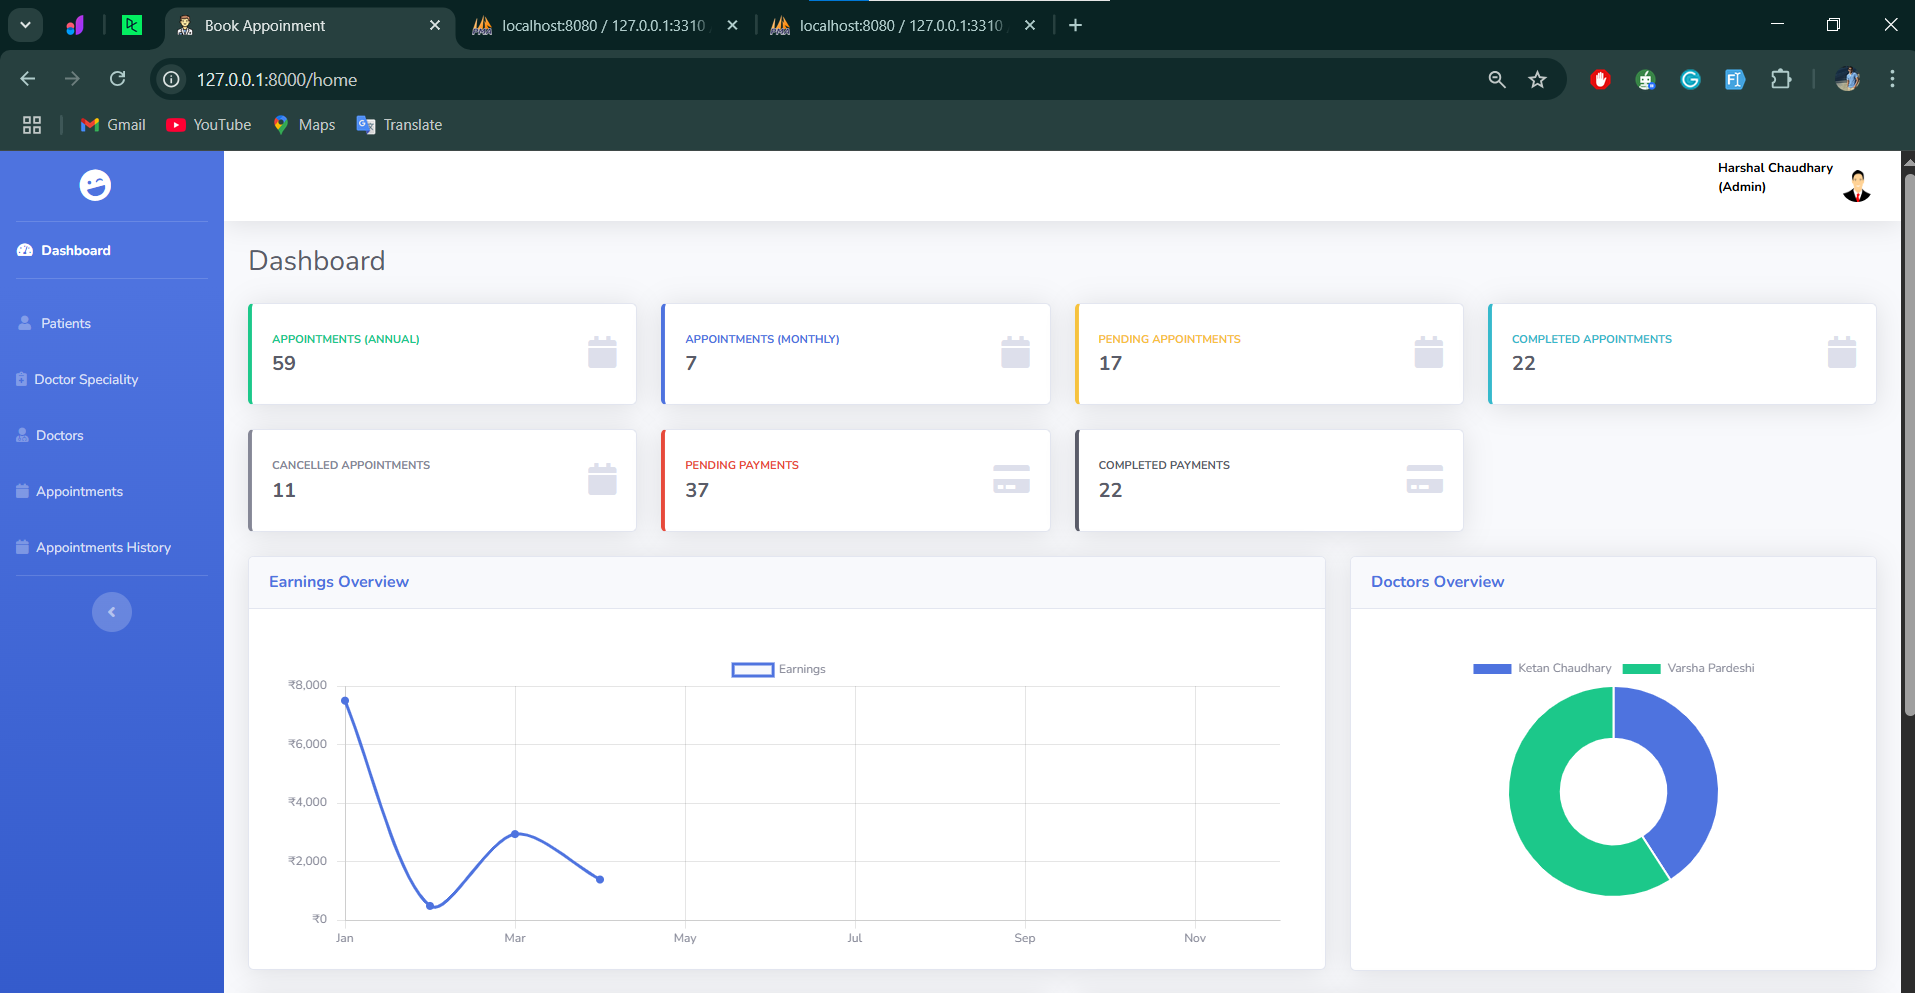 Book Appoinment
localhost:8080 / 127.0.0.1:3310
localhost:8080 / 127.0.0.1:3310
127.0.0.1:8000/home
Gmail
YouTube
Maps
Translate
Harshal Chaudhary
(Admin)
Dashboard
Patients
Doctor Speciality
Doctors
Appointments
Appointments History
Dashboard
APPOINTMENTS (ANNUAL)
59
APPOINTMENTS (MONTHLY)
7
PENDING APPOINTMENTS
17
COMPLETED APPOINTMENTS
22
CANCELLED APPOINTMENTS
11
PENDING PAYMENTS
37
COMPLETED PAYMENTS
22
Earnings Overview
Earnings
₹8,000
₹6,000
₹4,000
₹2,000
₹0
Jan Mar May Jul Sep Nov
Doctors Overview
Ketan Chaudhary Varsha Pardeshi